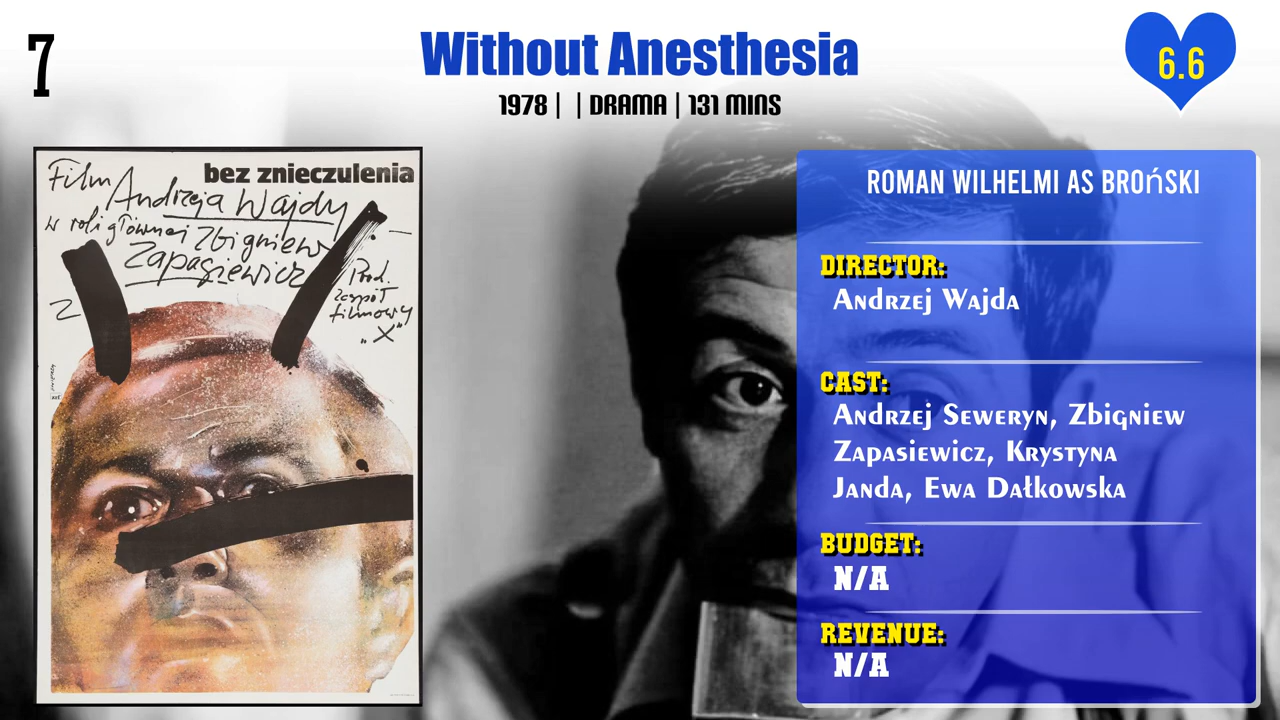 7
Without Anesthesia
1978 | | DRAMA | 131 MINS
6.6
bez znieczulenia
Film Andrzeja Wajdy
w roli głównej Zbigniew
Zapasiewicz
Prod.
Zespół
filmowy
„X"
ROMAN WILHELMI AS BROńSKI
DIRECTOR:
Andrzej Wajda
CAST:
Andrzej Seweryn, Zbigniew
Zapasiewicz, Krystyna
Janda, Ewa Dałkowska
BUDGET:
N/A
REVENUE:
N/A